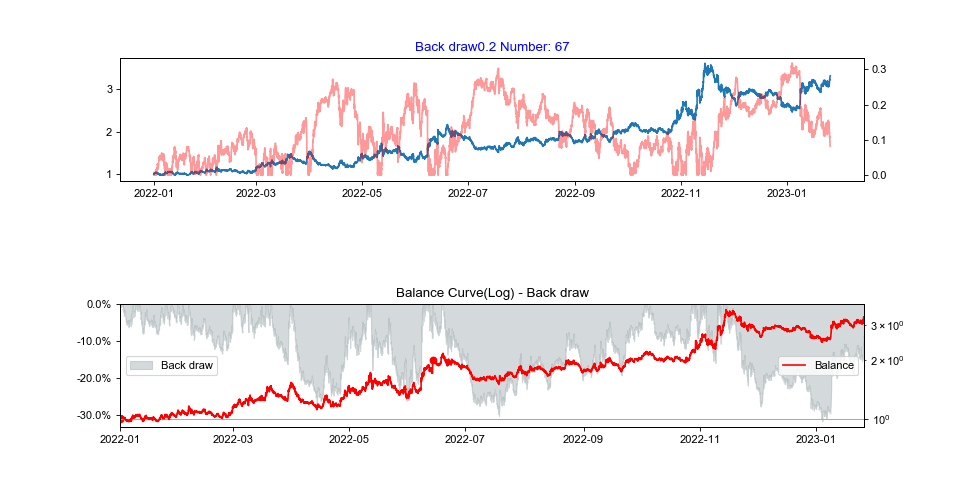 Back draw0.2 Number: 67
3
2
1
0.3
0.2
0.1
0.0
2022-01 2022-03 2022-05 2022-07 2022-09 2022-11 2023-01
Balance Curve(Log) - Back draw
0.0%
-10.0%
-20.0%
-30.0%
Back draw
Balance
3 × 10⁰
2 × 10⁰
10⁰
2022-01 2022-03 2022-05 2022-07 2022-09 2022-11 2023-01